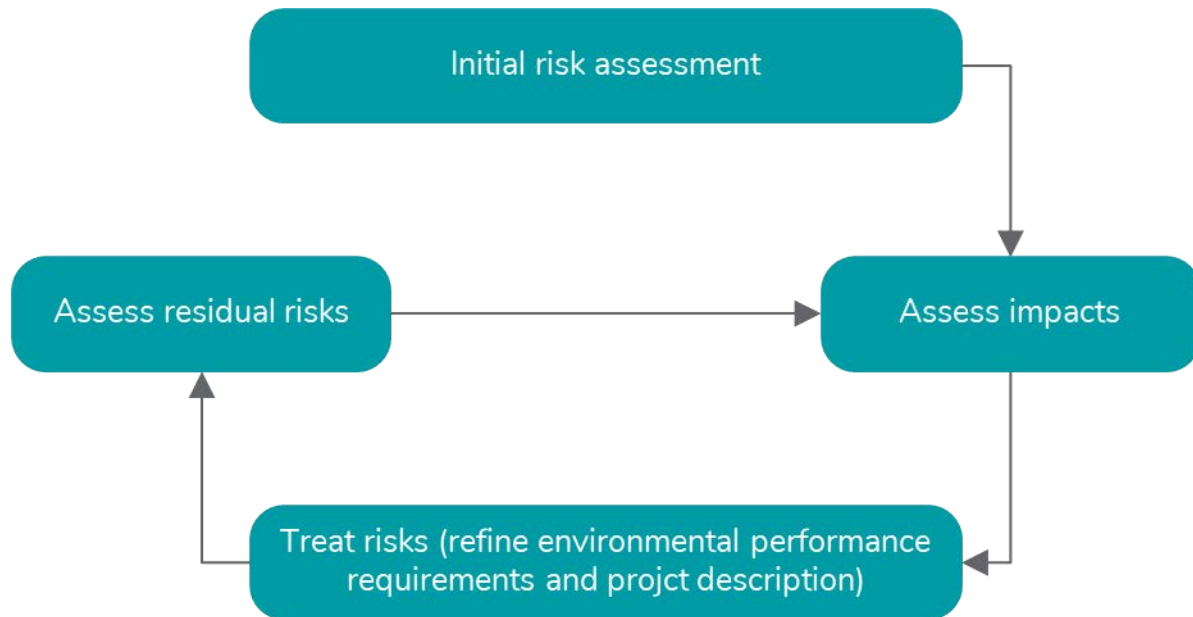 Initial risk assessment
Assess residual risks
Assess impacts
Treat risks (refine environmental performance
requirements and projct description)